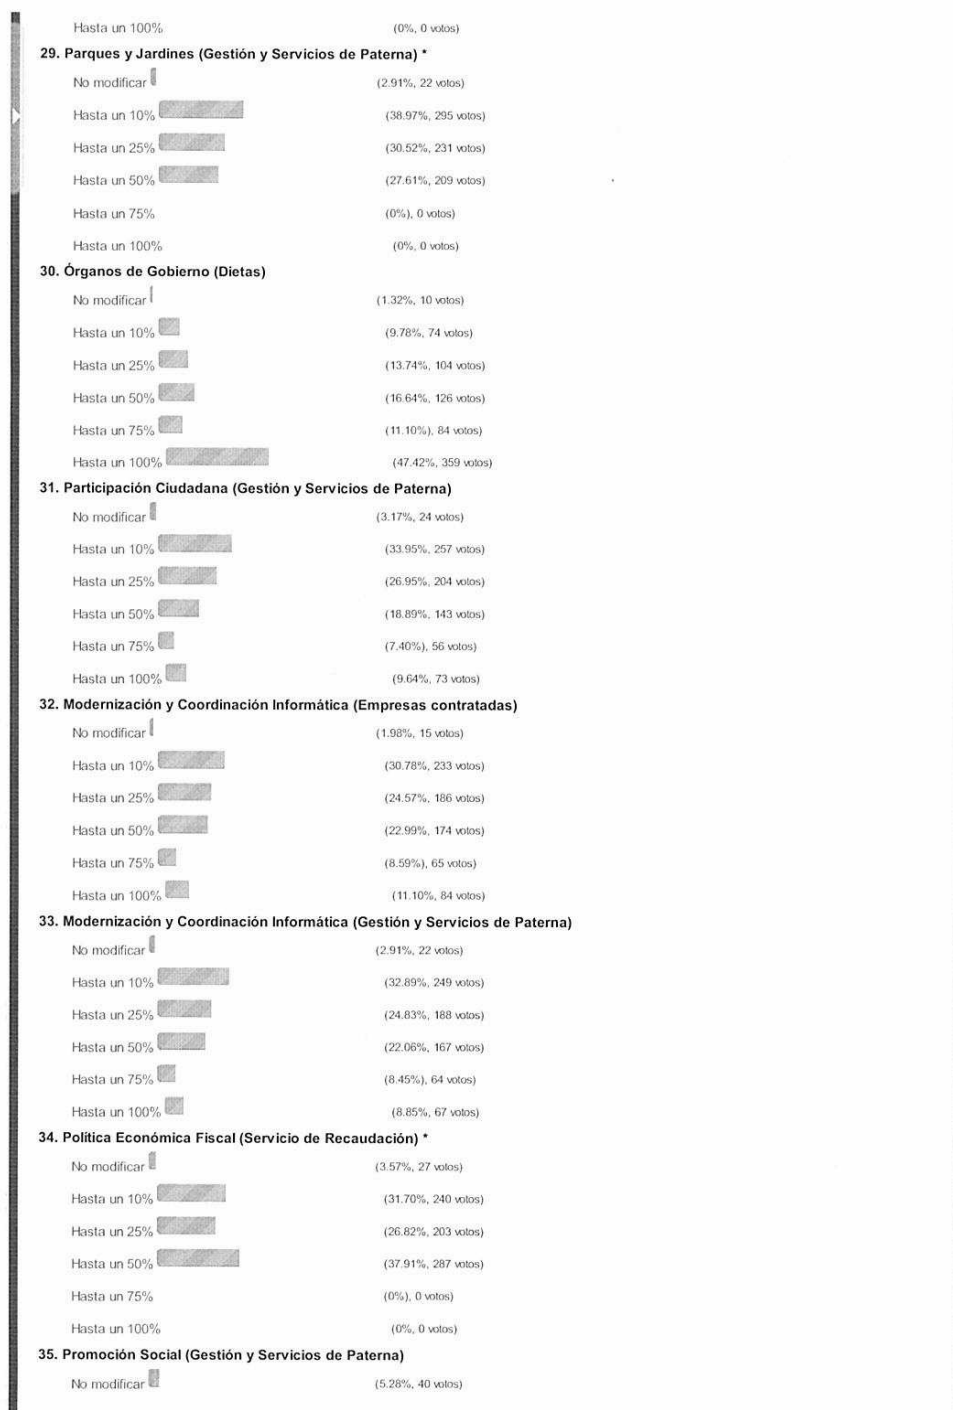 Hasta un 100% (0%, 0 votos)
29. Parques y Jardines (Gestión y Servicios de Paterna) *
No modificar (2.91%, 22 votos)
Hasta un 10% (38.97%, 295 votos)
Hasta un 25% (30.52%, 231 votos)
Hasta un 50% (27.61%, 209 votos)
Hasta un 75% (0%), 0 votos)
Hasta un 100% (0%, 0 votos)
30. Órganos de Gobierno (Dietas)
No modificar (1.32%, 10 votos)
Hasta un 10% (9.78%, 74 votos)
Hasta un 25% (13.74%, 104 votos)
Hasta un 50% (16.64%, 126 votos)
Hasta un 75% (11.10%), 84 votos)
Hasta un 100% (47.42%, 359 votos)
31. Participación Ciudadana (Gestión y Servicios de Paterna)
No modificar (3.17%, 24 votos)
Hasta un 10% (33.95%, 257 votos)
Hasta un 25% (26.95%, 204 votos)
Hasta un 50% (18.89%, 143 votos)
Hasta un 75% (7.40%), 56 votos)
Hasta un 100% (9.64%, 73 votos)
32. Modernización y Coordinación Informática (Empresas contratadas)
No modificar (1.98%, 15 votos)
Hasta un 10% (30.78%, 233 votos)
Hasta un 25% (24.57%, 186 votos)
Hasta un 50% (22.99%, 174 votos)
Hasta un 75% (8.59%), 65 votos)
Hasta un 100% (11.10%, 84 votos)
33. Modernización y Coordinación Informática (Gestión y Servicios de Paterna)
No modificar (2.91%, 22 votos)
Hasta un 10% (32.89%, 249 votos)
Hasta un 25% (24.83%, 188 votos)
Hasta un 50% (22.06%, 167 votos)
Hasta un 75% (8.45%), 64 votos)
Hasta un 100% (8.85%, 67 votos)
34. Política Económica Fiscal (Servicio de Recaudación) *
No modificar (3.57%, 27 votos)
Hasta un 10% (31.70%, 240 votos)
Hasta un 25% (26.82%, 203 votos)
Hasta un 50% (37.91%, 287 votos)
Hasta un 75% (0%), 0 votos)
Hasta un 100% (0%, 0 votos)
35. Promoción Social (Gestión y Servicios de Paterna)
No modificar (5.28%, 40 votos)